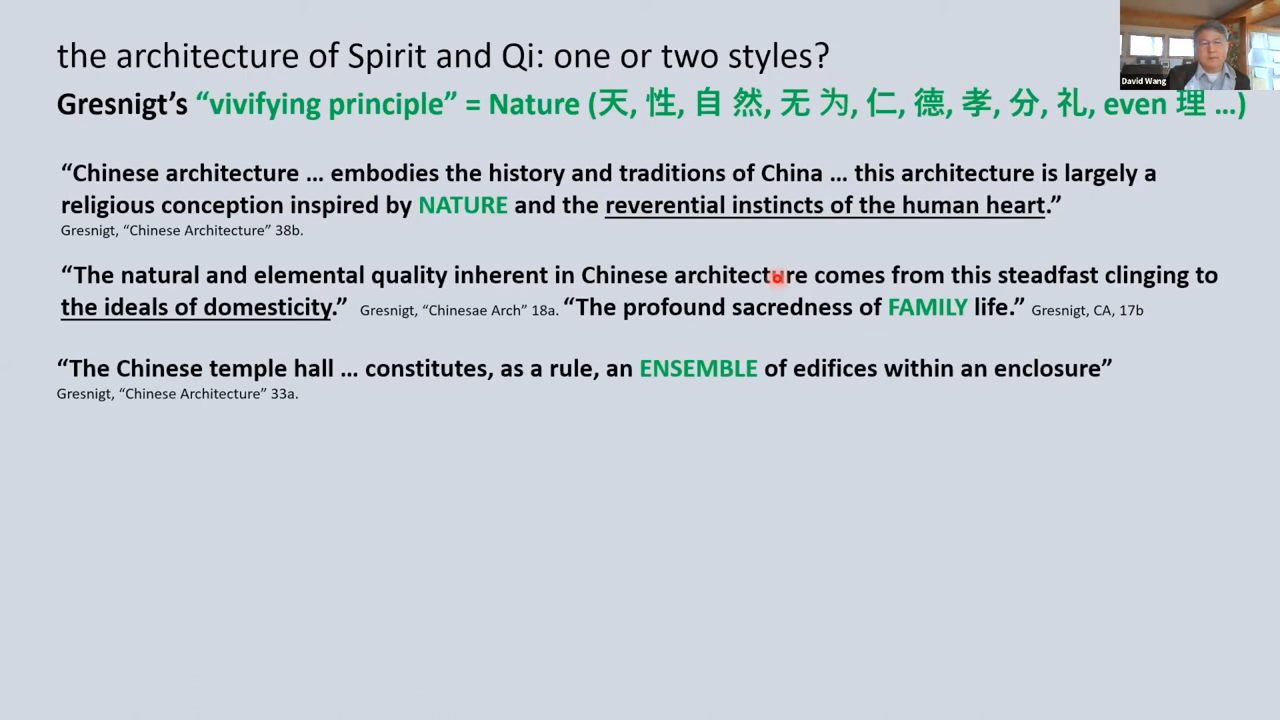 the architecture of Spirit and Qi: one or two styles?
David Wang
Gresnigt’s “vivifying principle” = Nature (天, 性, 自 然, 无 为, 仁, 德, 孝, 分, 礼, even 理 …)
“Chinese architecture … embodies the history and traditions of China … this architecture is largely a
religious conception inspired by NATURE and the reverential instincts of the human heart.”
Gresnigt, “Chinese Architecture” 38b.
“The natural and elemental quality inherent in Chinese architecture comes from this steadfast clinging to
the ideals of domesticity.” Gresnigt, “Chinesae Arch” 18a. “The profound sacredness of FAMILY life.” Gresnigt, CA, 17b
“The Chinese temple hall … constitutes, as a rule, an ENSEMBLE of edifices within an enclosure”
Gresnigt, “Chinese Architecture” 33a.